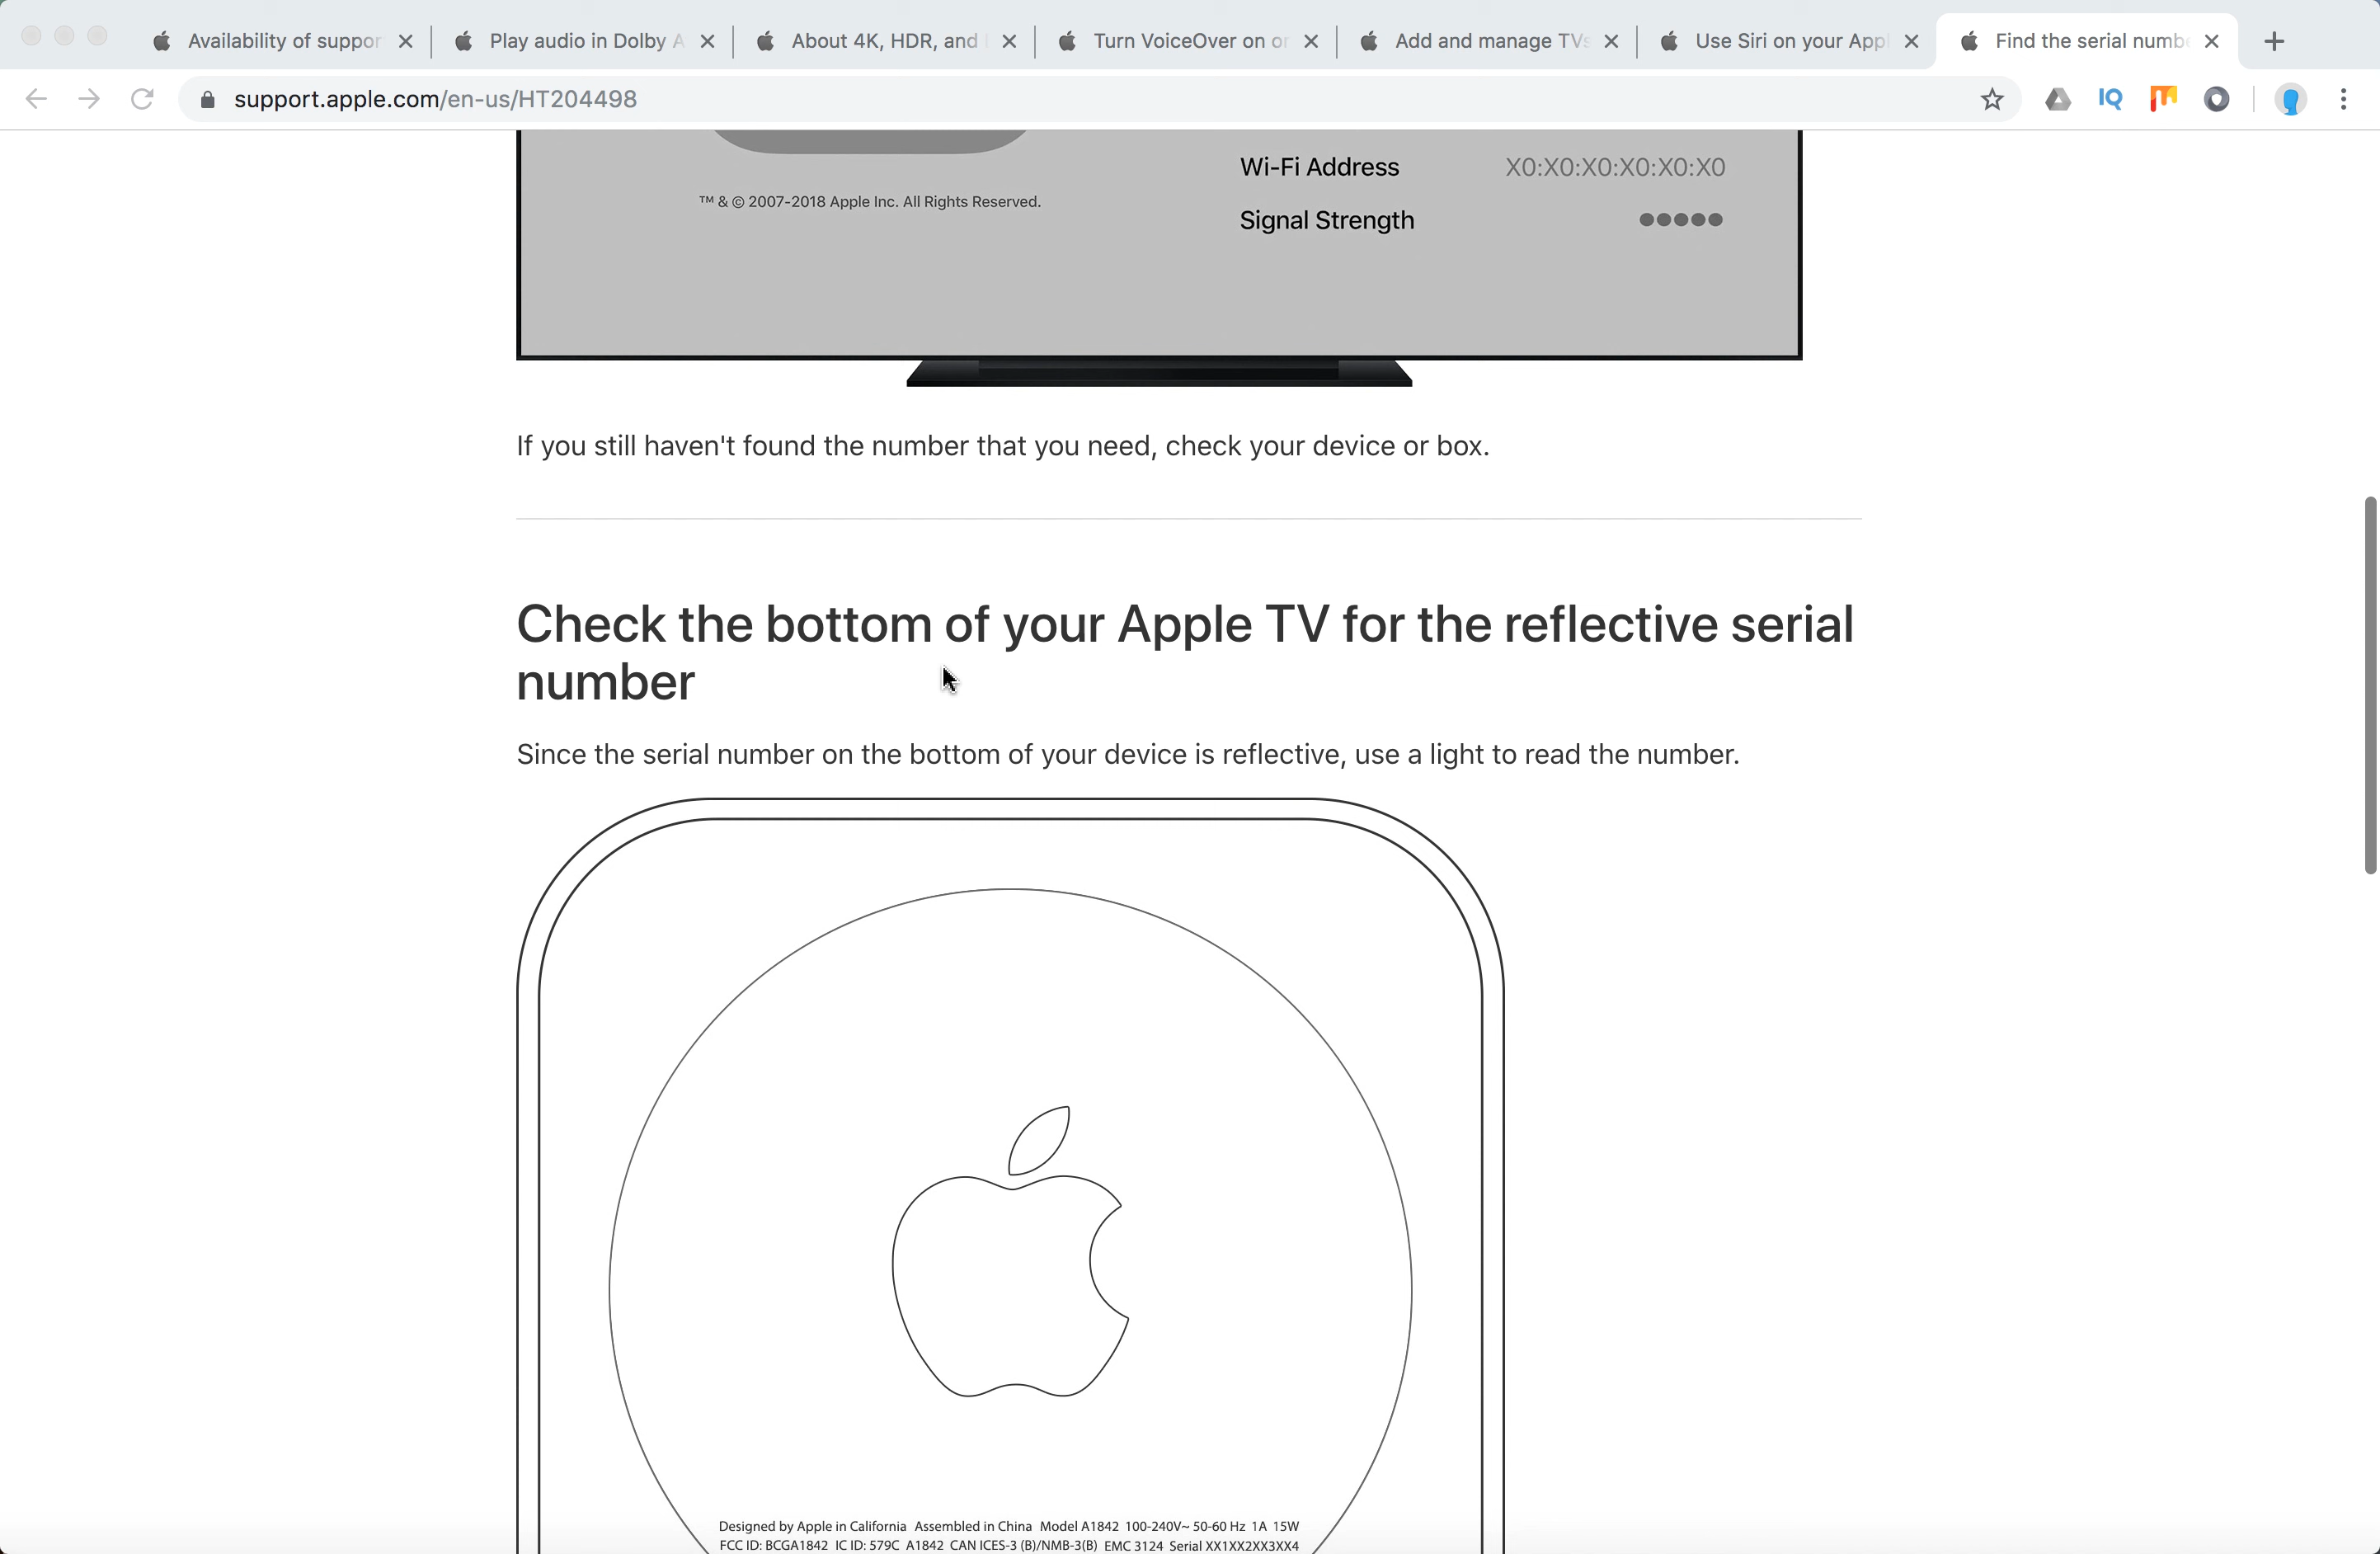 Availability of suppor
Play audio in Dolby A
About 4K, HDR, and
Turn VoiceOver on or
Add and manage TVs
Use Siri on your Appl
Find the serial numbe
support.apple.com/en-us/HT204498
IQ
Wi-Fi Address X0:X0:X0:X0:X0:X0
™ & © 2007-2018 Apple Inc. All Rights Reserved.
Signal Strength
If you still haven't found the number that you need, check your device or box.
Check the bottom of your Apple TV for the reflective serial
number
Since the serial number on the bottom of your device is reflective, use a light to read the number.
Designed by Apple in California Assembled in China Model A1842 100-240V~ 50-60 Hz 1A 15W
FCC ID: BCGA1842 IC ID: 579C A1842 CAN ICES-3 (B)/NMB-3(B) EMC 3124 Serial XX1XX2XX3XX4